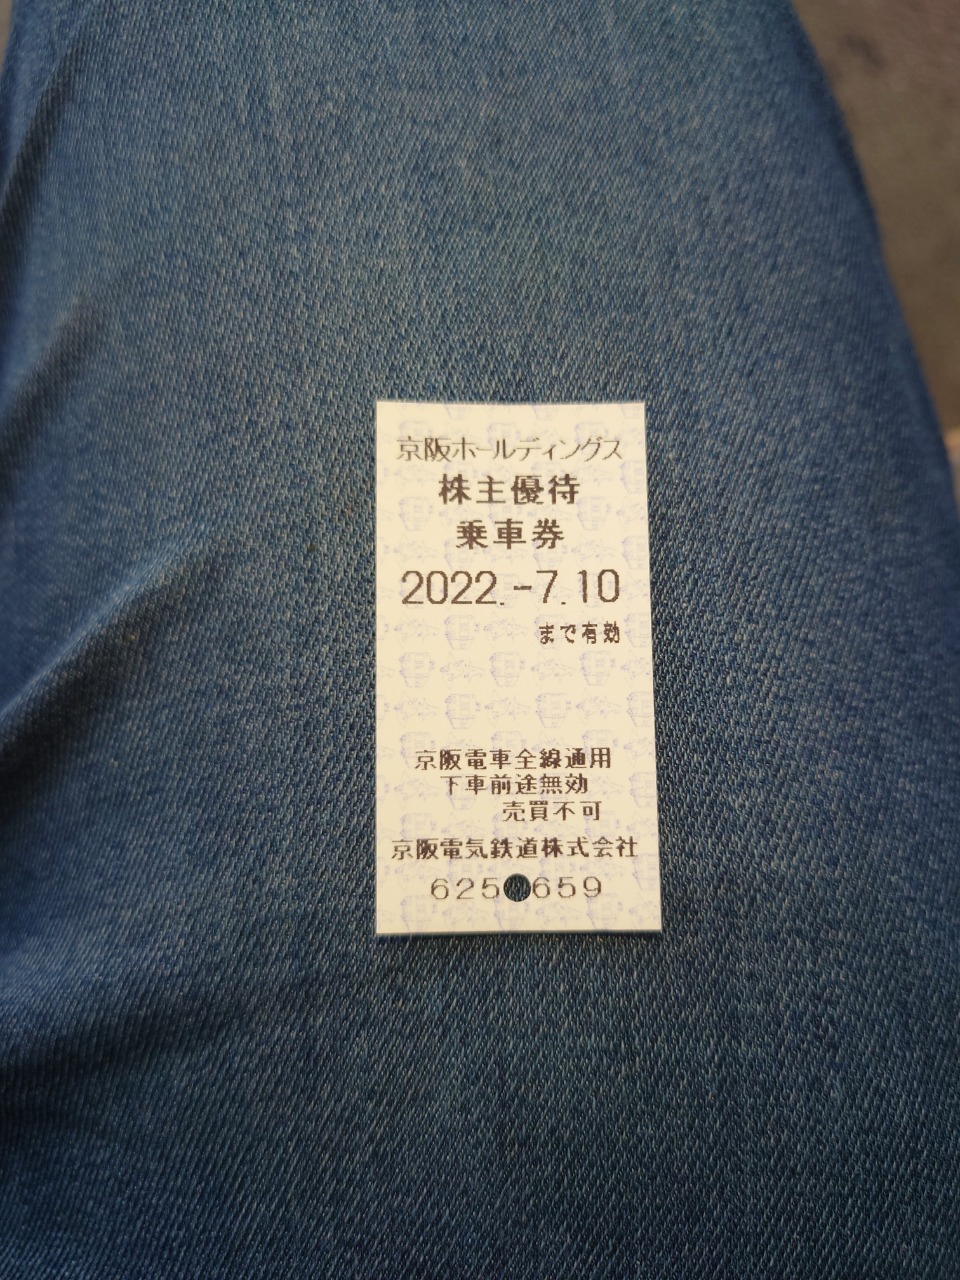 京阪ホールディングス
株主優待
乗車券
2022.-7.10
まで有効
京阪電車全線通用
下車前途無効
売買不可
京阪電気鉄道株式会社
625 659